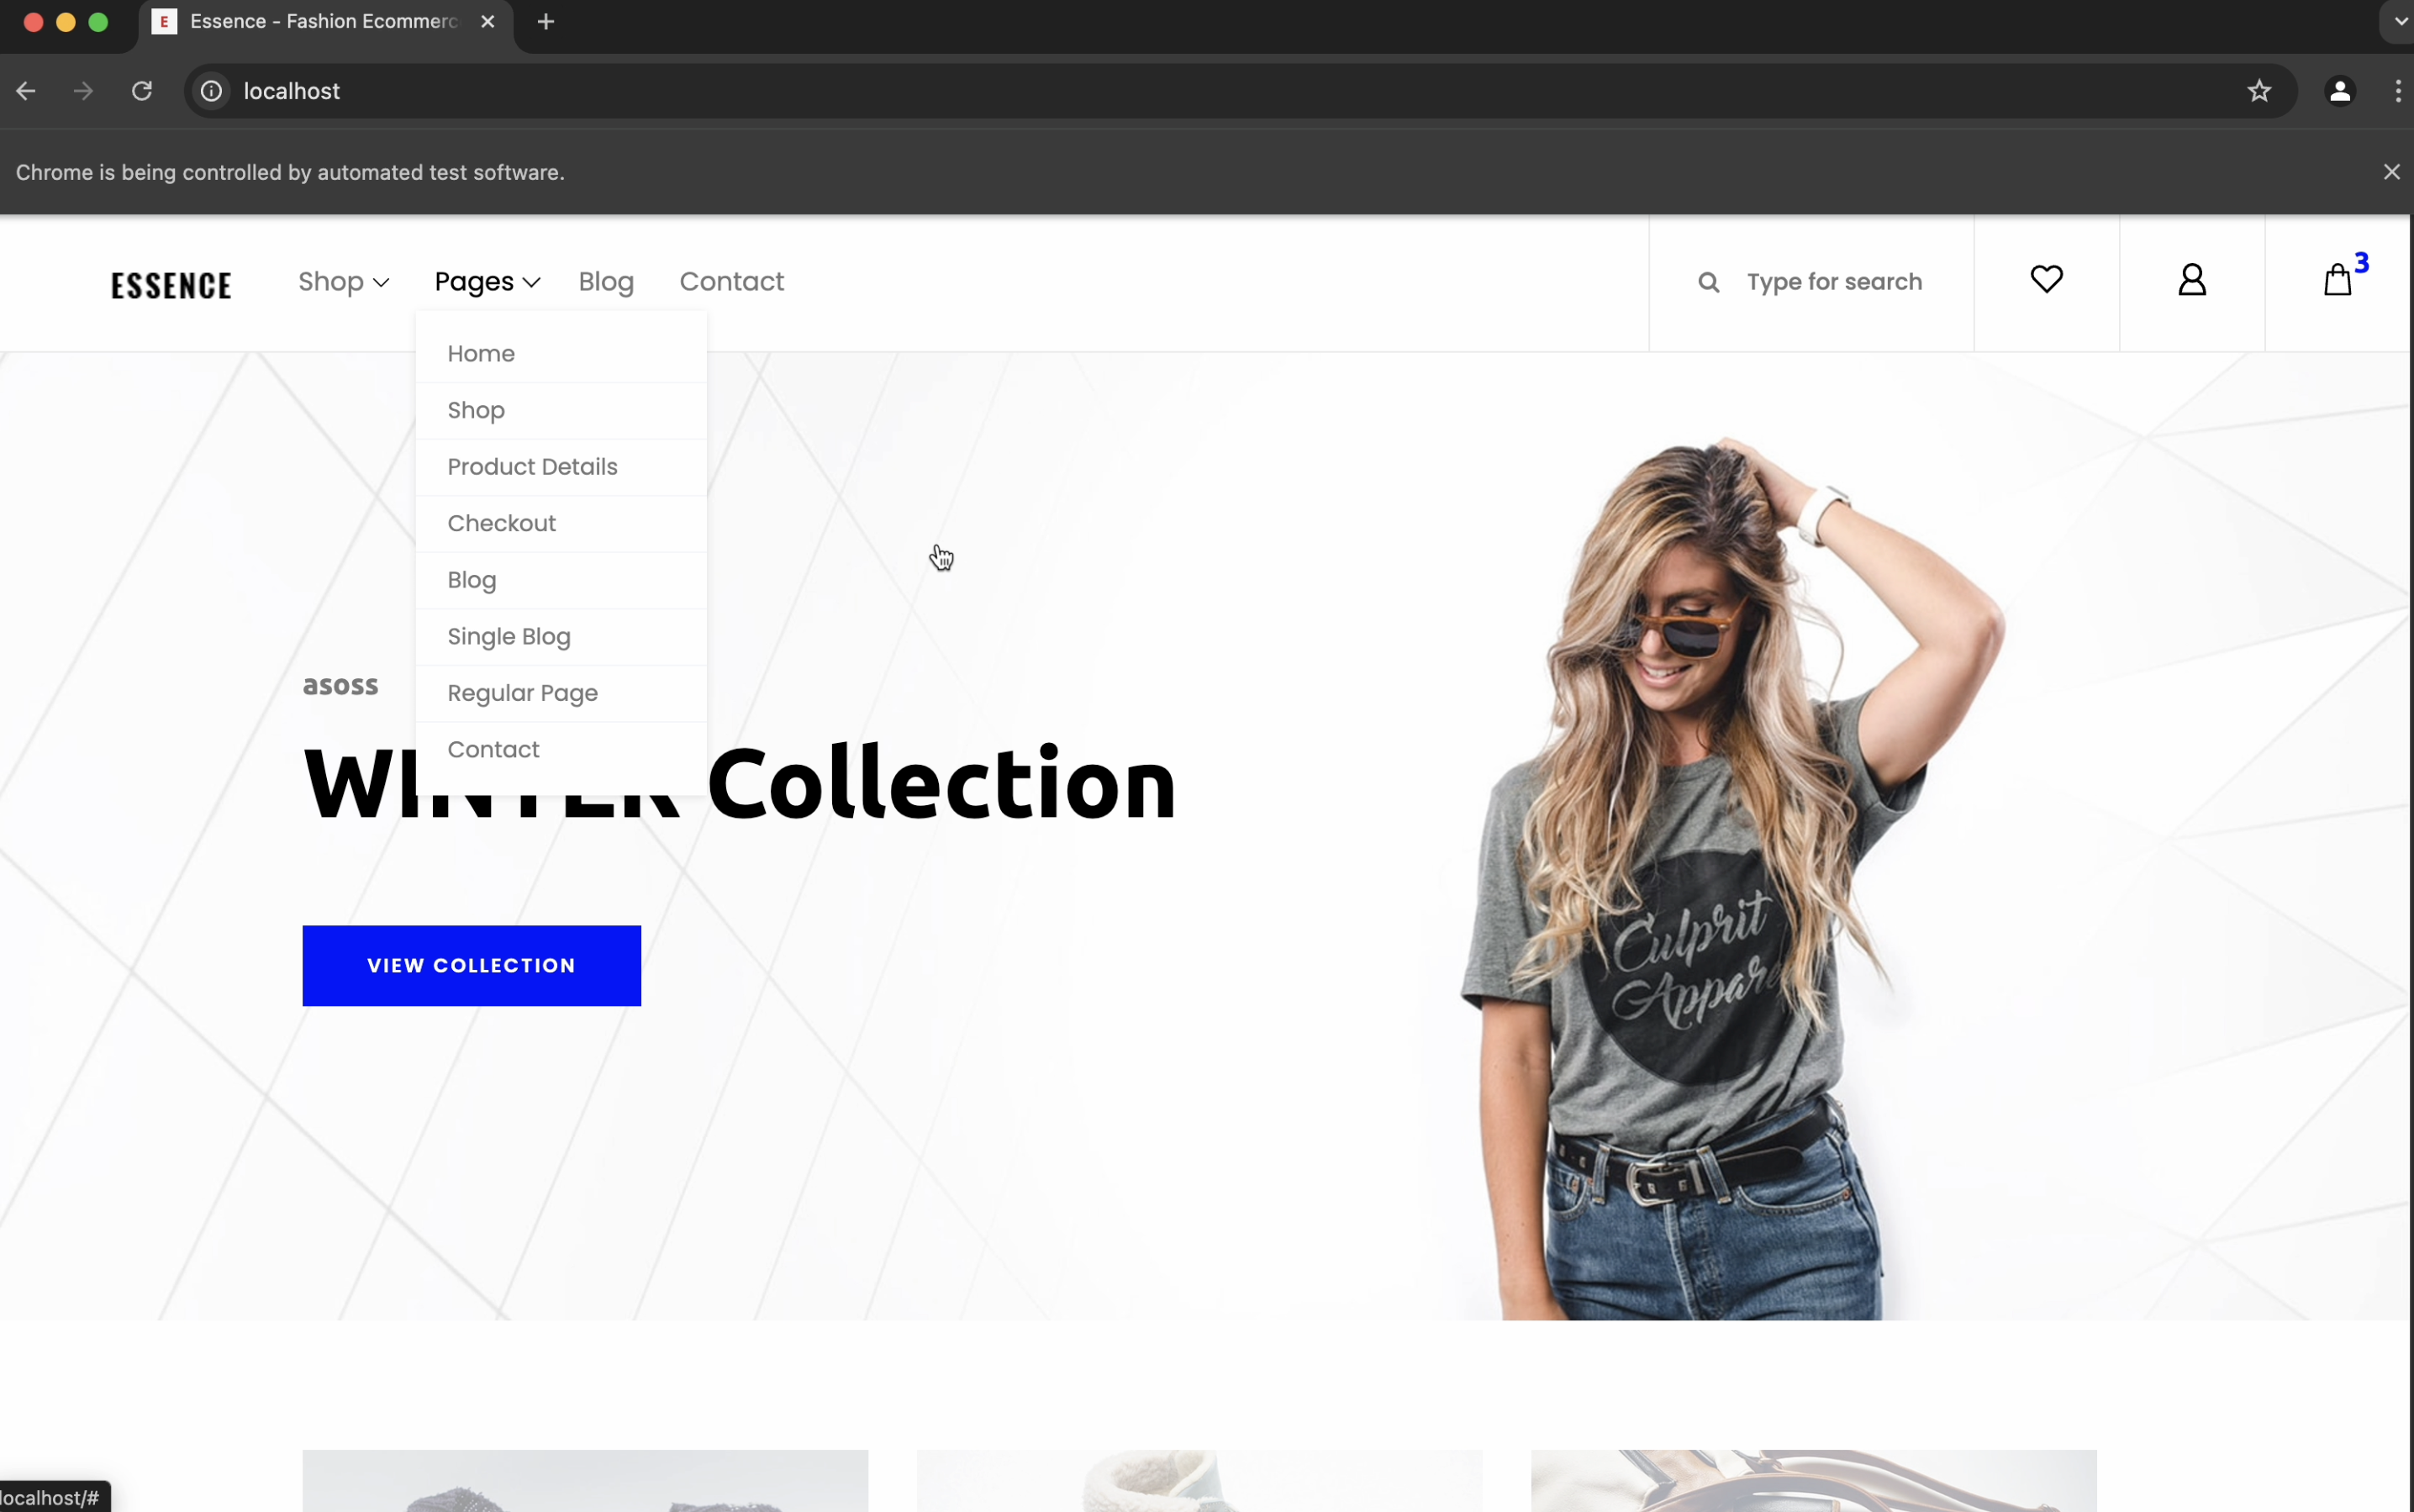 E Essence - Fashion Ecommerc
localhost
Chrome is being controlled by automated test software.
ESSENCE Shop Pages Blog Contact Type for search 3
Home
Shop
Product Details
Checkout
Blog
Single Blog
Regular Page
Contact
asoss
WINTER Collection
VIEW COLLECTION
Culprit
Appare
localhost/#